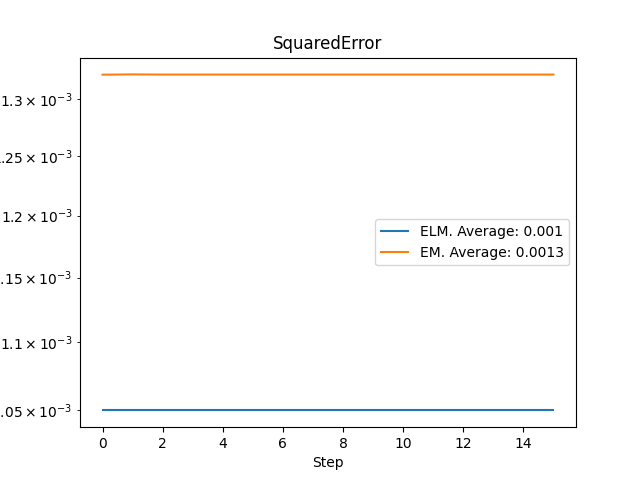 SquaredError
1.3 × 10⁻³
.25 × 10⁻³
1.2 × 10⁻³
.15 × 10⁻³
1.1 × 10⁻³
.05 × 10⁻³
ELM. Average: 0.001
EM. Average: 0.0013
0 2 4 6 8 10 12 14
Step